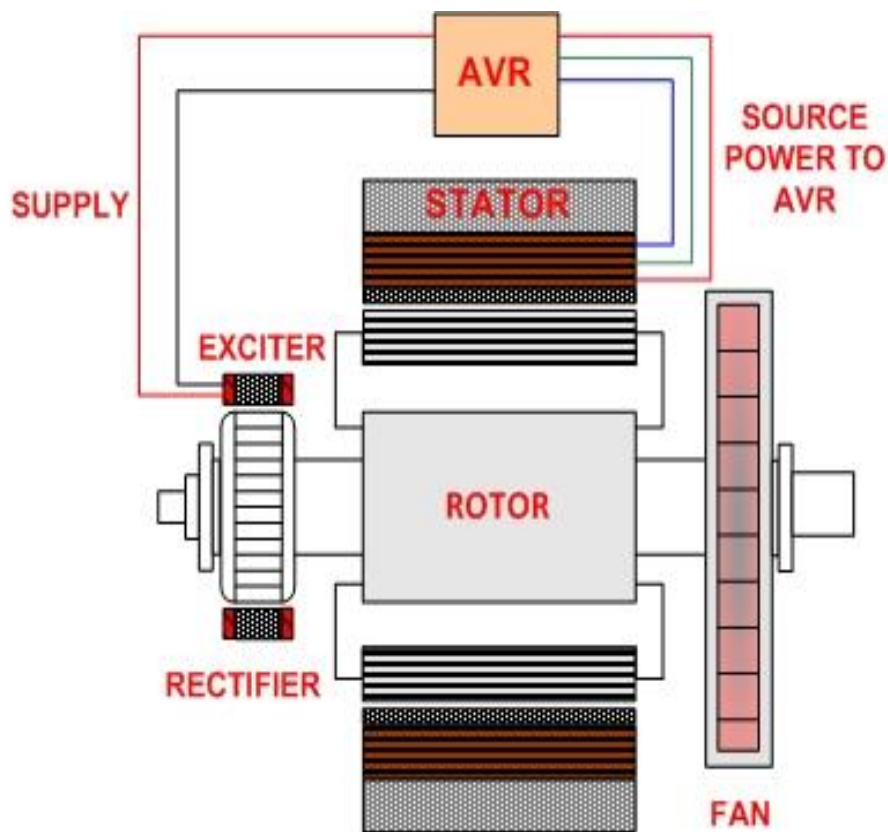 AVR
SOURCE
POWER TO
AVR
SUPPLY
STATOR
EXCITER
ROTOR
RECTIFIER
FAN